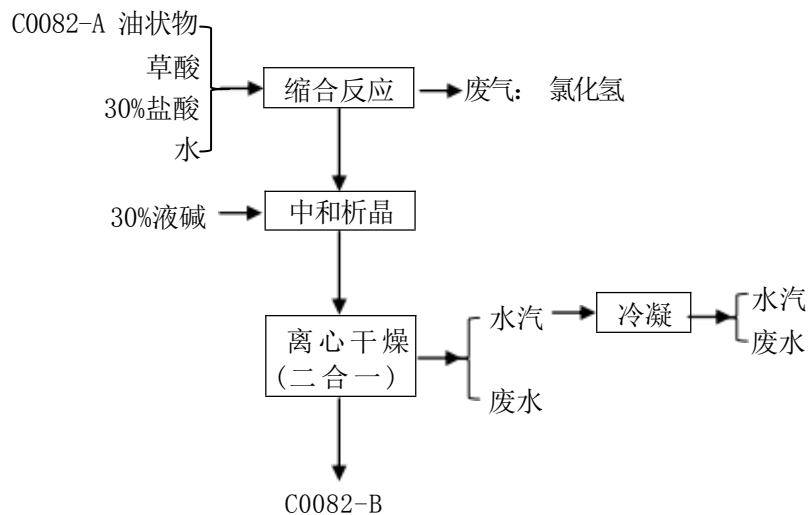 C0082-A 油状物
草酸
30%盐酸
水
缩合反应
废气: 氯化氢
30%液碱
中和析晶
离心干燥
(二合一)
水汽
废水
冷凝
水汽
废水
C0082-B